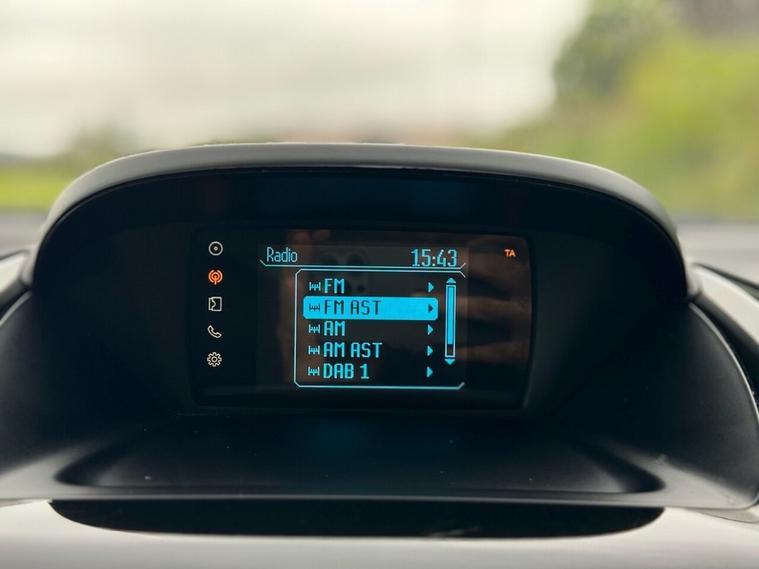 Radio 15:43 TA
FM
FM AST
AM
AM AST
DAB 1